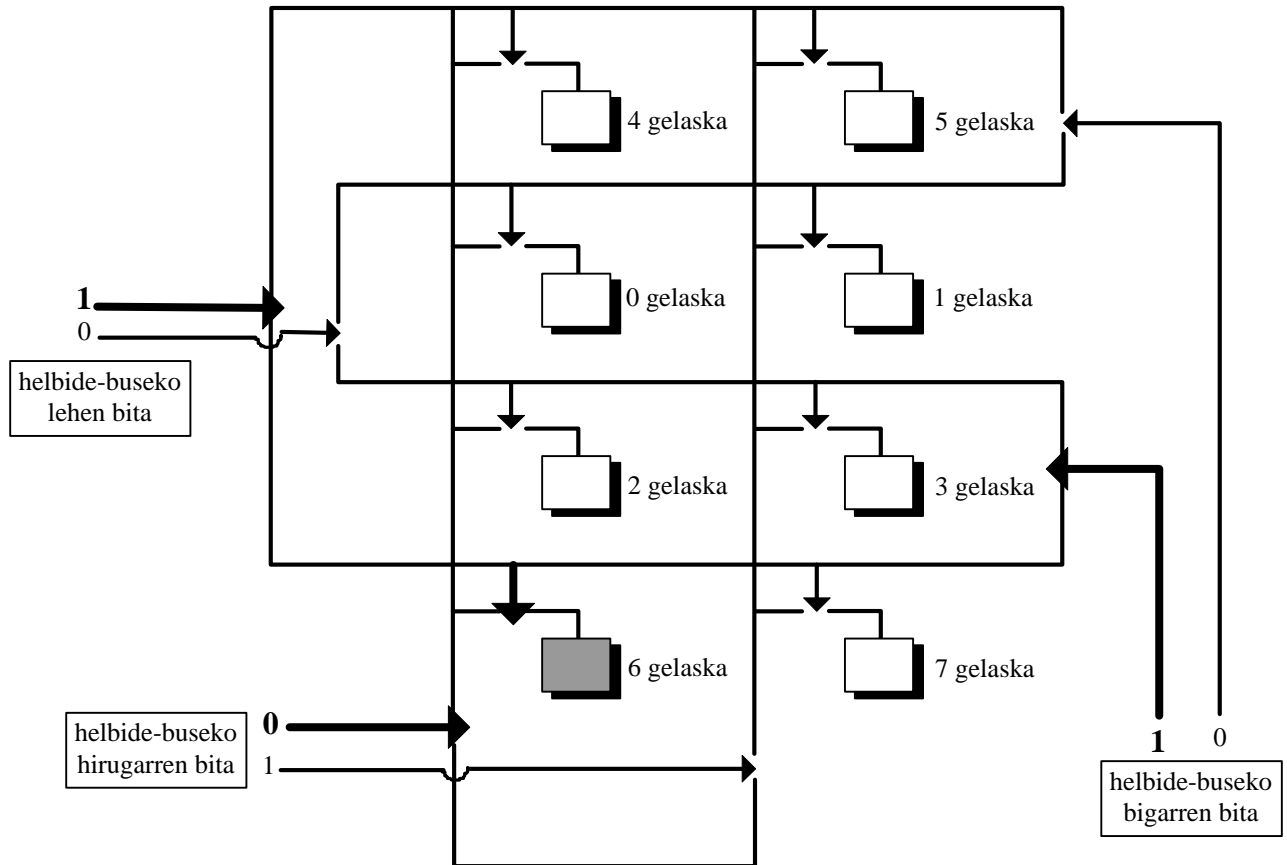 4 gelaska
5 gelaska
0 gelaska
1 gelaska
1
0
helbide-buseko
lehen bita
2 gelaska
3 gelaska
6 gelaska
7 gelaska
helbide-buseko
hirugarren bita
0
1
1
0
helbide-buseko
bigarren bita